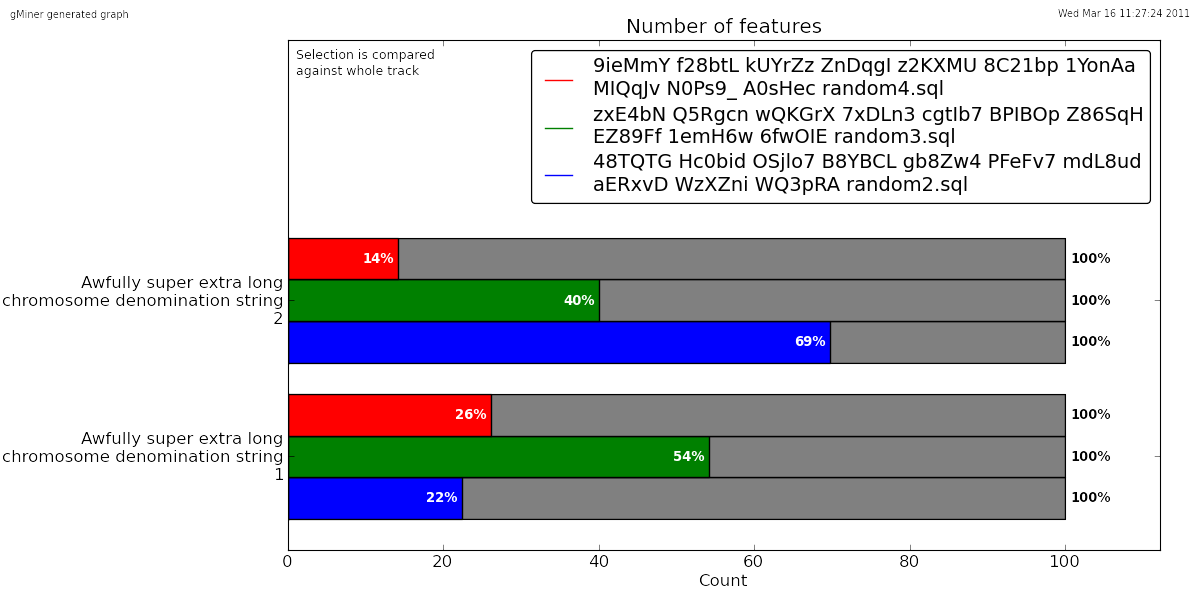 gMiner generated graph
Wed Mar 16 11:27:24 2011
Number of features
Selection is compared
against whole track
9ieMmY f28btL kUYrZz ZnDqgI z2KXMU 8C21bp 1YonAa
MIQqJv N0Ps9_ A0sHec random4.sql
zxE4bN Q5Rgcn wQKGrX 7xDLn3 cgtIb7 BPIBOp Z86SqH
EZ89Ff 1emH6w 6fwOIE random3.sql
48TQTG Hc0bid OSjlo7 B8YBCL gb8Zw4 PFeFv7 mdL8ud
aERxvD WzXZni WQ3pRA random2.sql
Awfully super extra long
chromosome denomination string
2
14%
100%
40%
100%
69%
100%
Awfully super extra long
chromosome denomination string
1
26%
100%
54%
100%
22%
100%
0 20 40 60 80 100
Count